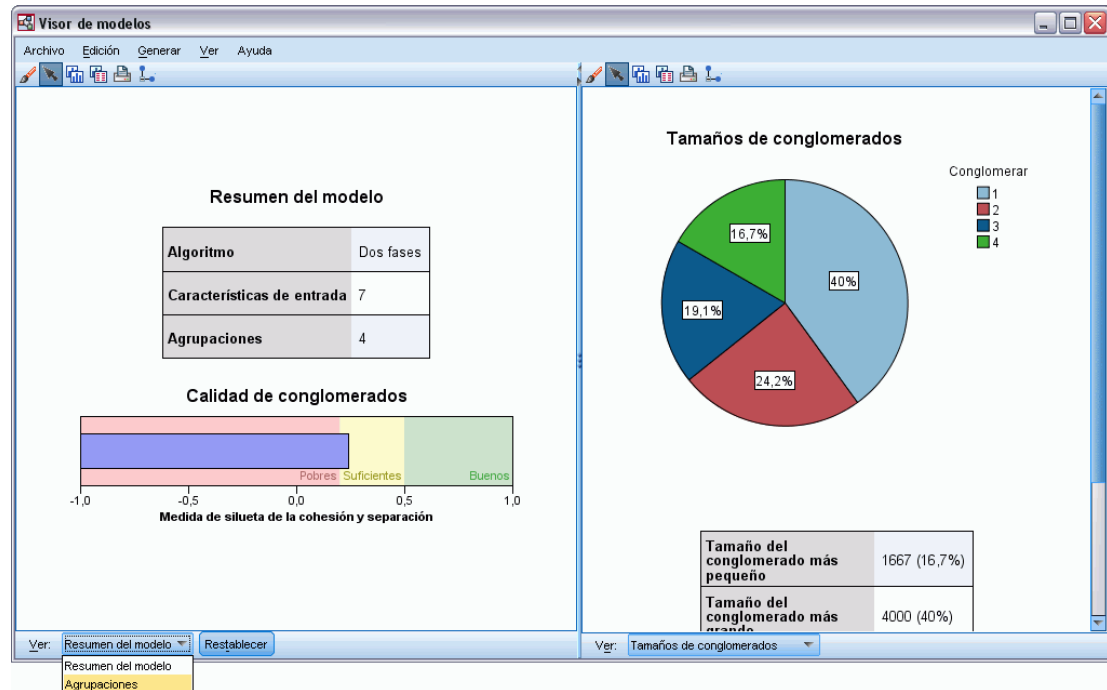 Visor de modelos
Archivo Edición Generar Ver Ayuda
Resumen del modelo
Algoritmo Dos fases
Características de entrada 7
Agrupaciones 4
Calidad de conglomerados
Pobres Suficientes Buenos
-1,0 -0,5 0,0 0,5 1,0
Medida de silueta de la cohesión y separación
Ver: Resumen del modelo Restablecer
Resumen del modelo
Agrupaciones
Tamaños de conglomerados
Conglomerar
1
2
3
4
16,7%
40%
19,1%
24,2%
Tamaño del
conglomerado más
pequeño
1667 (16,7%)
Tamaño del
conglomerado más
grando
4000 (40%)
Ver: Tamaños de conglomerados